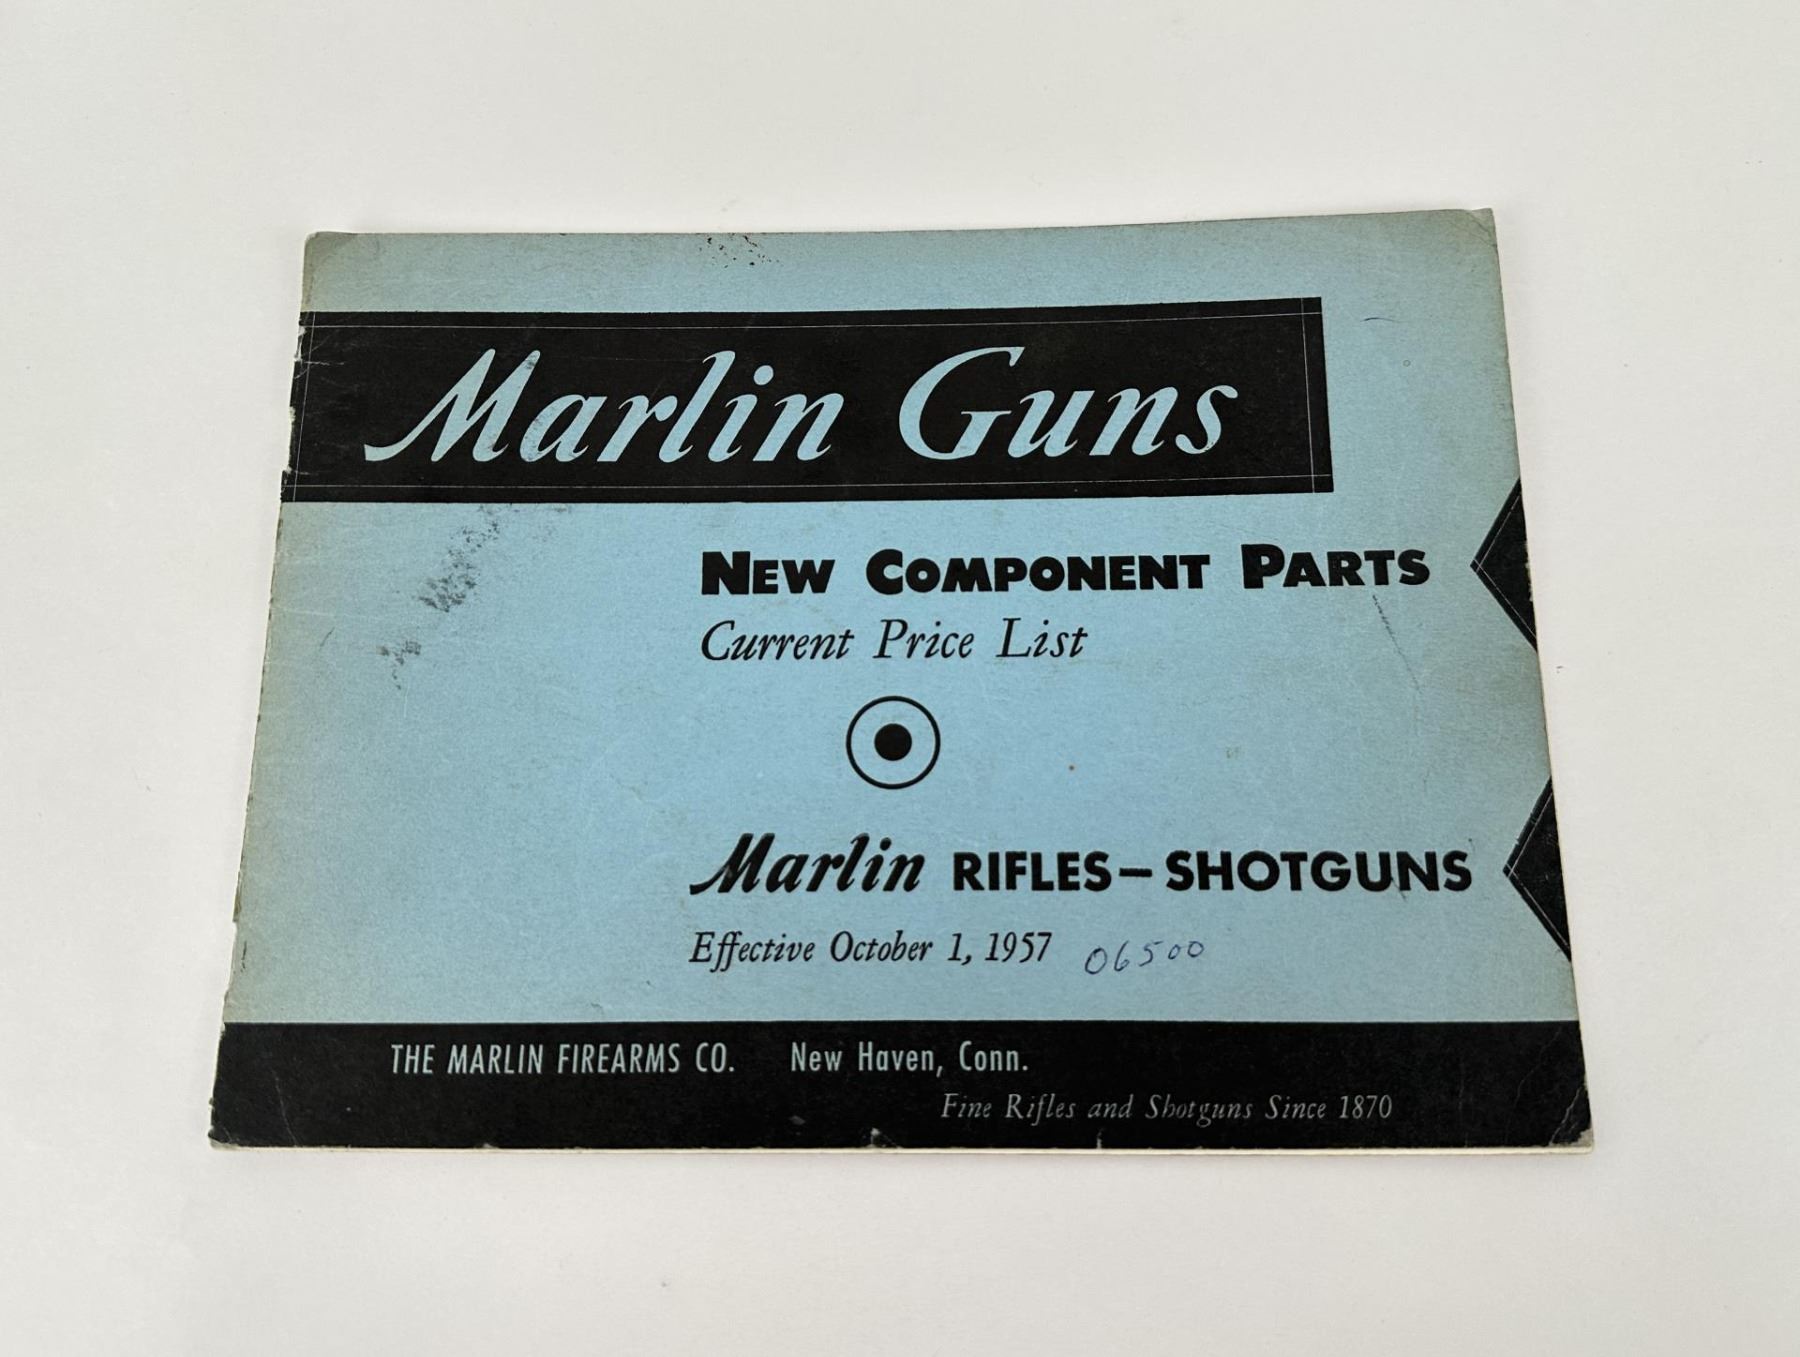 Marlin Guns
NEW COMPONENT PARTS
Current Price List
Marlin RIFLES—SHOTGUNS
Effective October 1, 1957 06500
THE MARLIN FIREARMS CO. New Haven, Conn.
Fine Rifles and Shotguns Since 1870